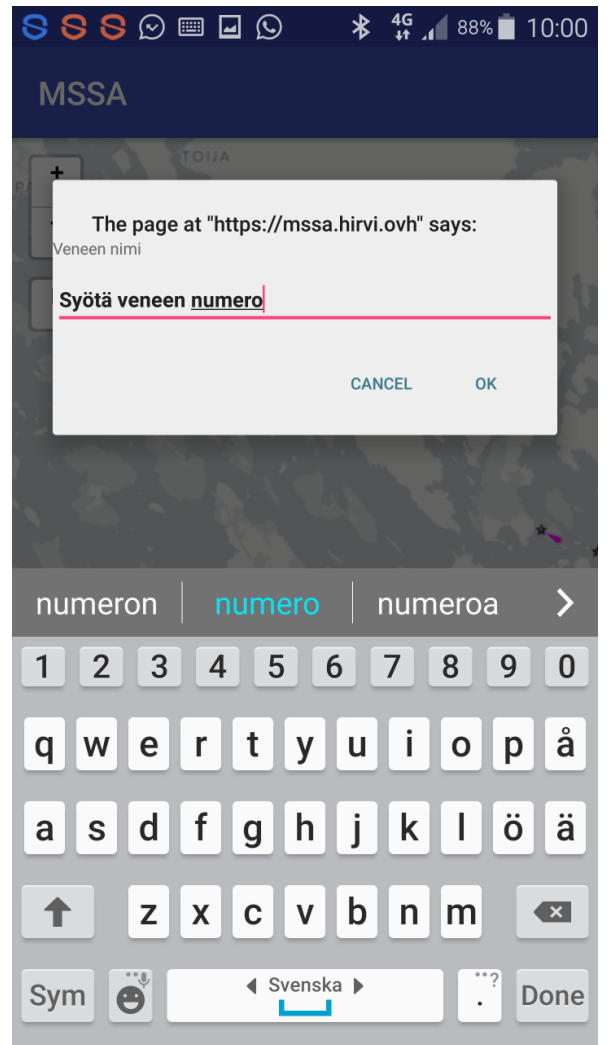 4G 88% 10:00
MSSA
TOIJA
+
The page at "https://mssa.hirvi.ovh" says:
Veneen nimi
Syötä veneen numero
CANCEL OK
numeron numero numeroa
1 2 3 4 5 6 7 8 9 0
q w e r t y u i o p å
a s d f g h j k l ö ä
z x c v b n m
Sym Svenska . ...? Done